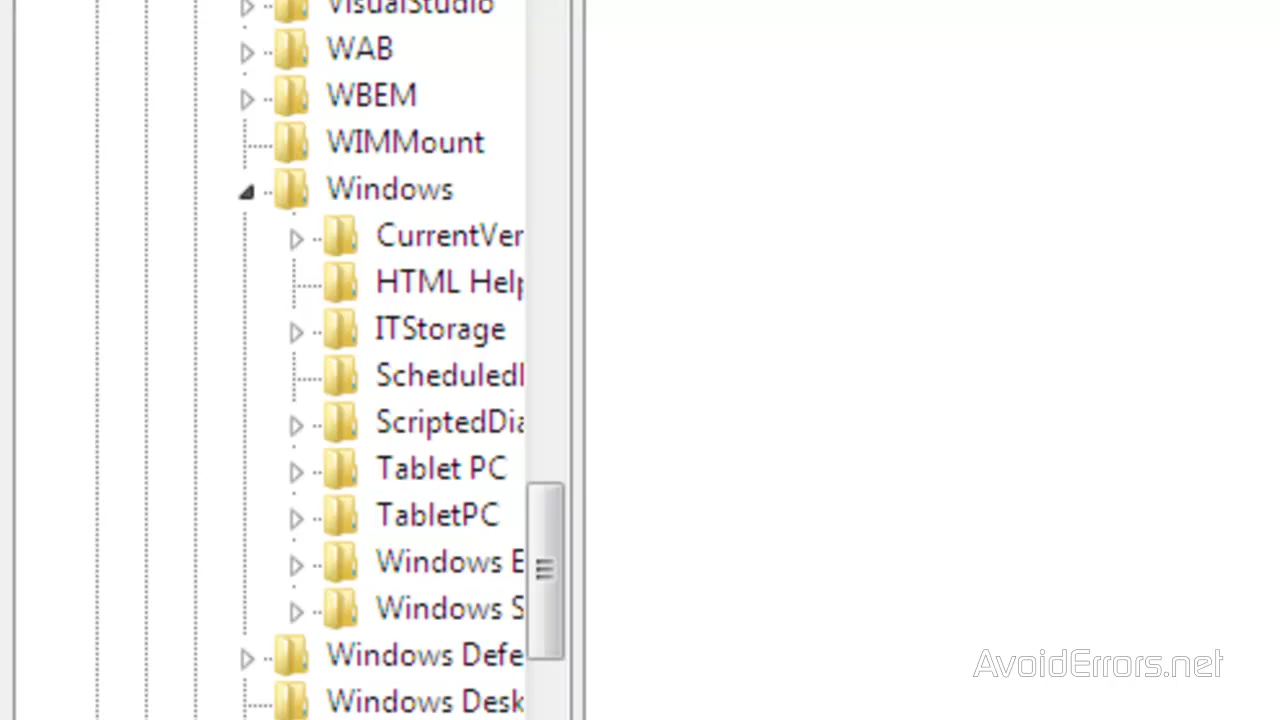 VisualStudio
WAB
WBEM
WIMMount
Windows
CurrentVer
HTML Help
ITStorage
Scheduled
ScriptedDia
Tablet PC
TabletPC
Windows E
Windows S
Windows Defe
Windows Desk
AvoidErrors.net